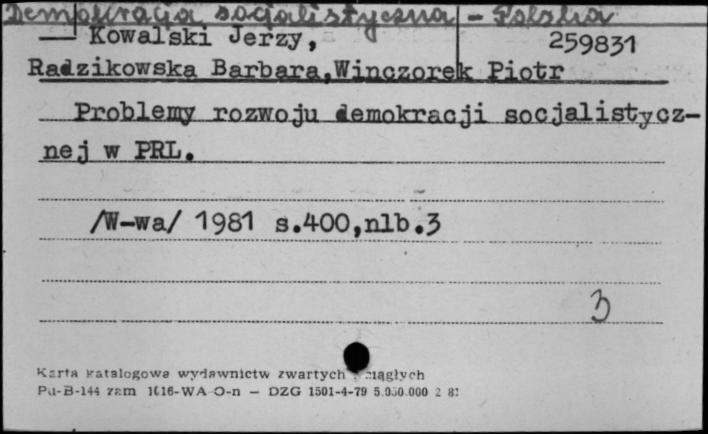 Demokracja socjalistyczna - Polska
Kowalski Jerzy, 259831
Radzikowska Barbara,Winczorek Piotr
Problemy rozwoju demokracji socjalistycz-
nej w PRL.
/W-wa/ 1981 s.400,nlb.3
3
Karta katalogowa wydawnictw zwartych ciągłych
Pu-B-144 zam 1616-WA O-n — DZG 1501-4-79 5.050.000 2 81